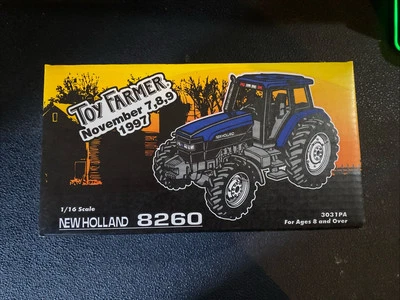 TOY FARMER
November 7,8,9
1997
NEW HOLLAND
1/16 Scale
NEW HOLLAND 8260
3031PA
For Ages 8 and Over